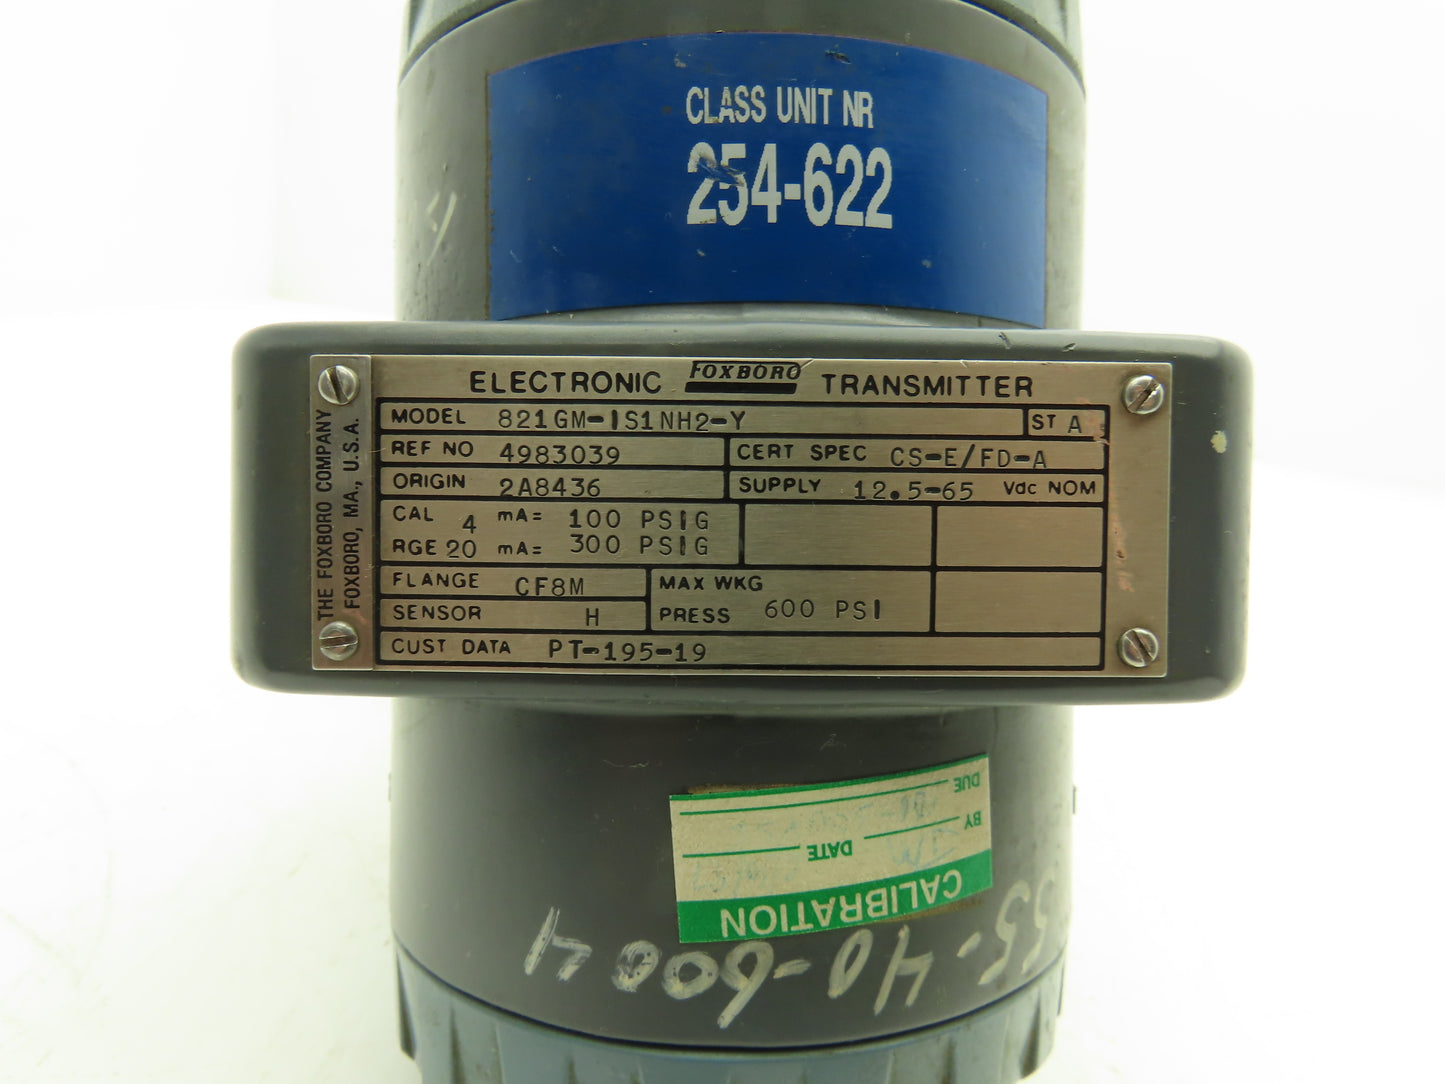 CLASS UNIT NR
254-622
THE FOXBORO COMPANY
FOXBORO, MA., U.S.A.
ELECTRONIC FOXBORO TRANSMITTER
MODEL 821GM-IS1NH2-Y ST A
REF NO 4983039 CERT SPEC CS-E/FD-A
ORIGIN 2A8436 SUPPLY 12.5-65 Vdc NOM
CAL 4 mA= 100 PSIG
RGE 20 mA= 300 PSIG
FLANGE CF8M MAX WKG
SENSOR H PRESS 600 PSI
CUST DATA PT-195-19
CALIBRATION
BY DATE
DUE
55-40-6004